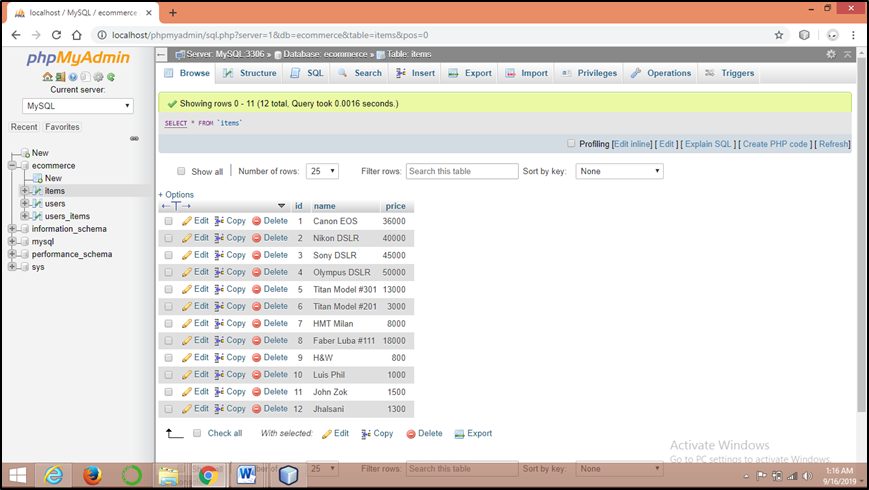 localhost / MySQL / ecommerce
localhost/phpmyadmin/sql.php?server=1&db=ecommerce&table=items&pos=0
phpMyAdmin
Current server:
MySQL
Recent Favorites
New
ecommerce
New
items
users
users_items
information_schema
mysql
performance_schema
sys
Server: MySQL:3306 » Database: ecommerce » Table: items
Browse Structure SQL Search Insert Export Import Privileges Operations Triggers
Showing rows 0 - 11 (12 total, Query took 0.0016 seconds.)
SELECT * FROM `items`
Profiling [Edit inline] [ Edit ] [ Explain SQL ] [ Create PHP code ] [ Refresh]
Show all | Number of rows: 25 Filter rows: Search this table Sort by key: None
+ Options
id name price
Edit Copy Delete 1 Canon EOS 36000
Edit Copy Delete 2 Nikon DSLR 40000
Edit Copy Delete 3 Sony DSLR 45000
Edit Copy Delete 4 Olympus DSLR 50000
Edit Copy Delete 5 Titan Model #301 13000
Edit Copy Delete 6 Titan Model #201 3000
Edit Copy Delete 7 HMT Milan 8000
Edit Copy Delete 8 Faber Luba #111 18000
Edit Copy Delete 9 H&W 800
Edit Copy Delete 10 Luis Phil 1000
Edit Copy Delete 11 John Zok 1500
Edit Copy Delete 12 Jhalsani 1300
Check all With selected: Edit Copy Delete Export
Activate Windows
Go to PC settings to activate Windows.
25 Filter rows: Search this table Sort by key: None
1:16 AM
9/16/2019